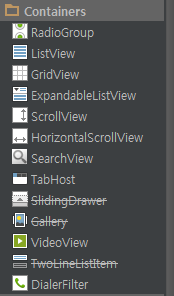 Containers
RadioGroup
ListView
GridView
ExpandableListView
ScrollView
HorizontalScrollView
SearchView
TabHost
SlidingDrawer
Gallery
VideoView
TwoLineListItem
DialerFilter